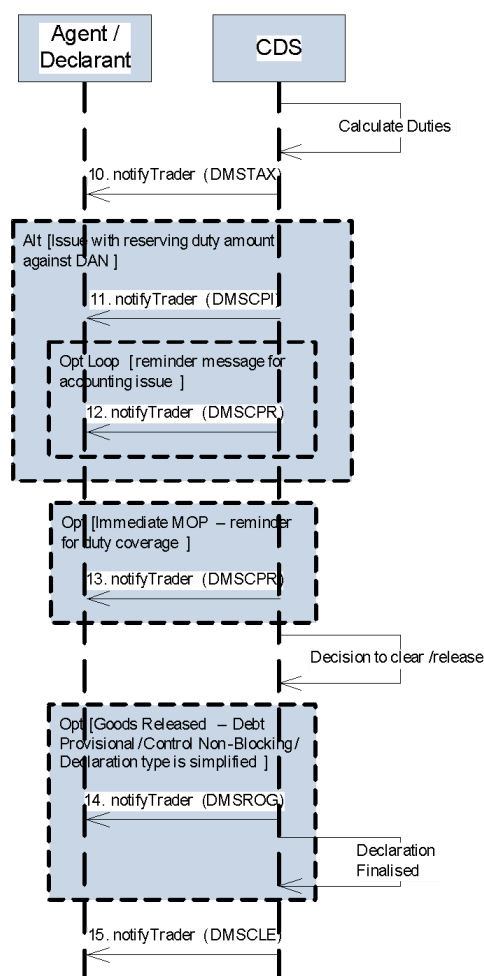 Agent /
Declarant
CDS
Calculate Duties
10. notifyTrader (DMSTAX)
Alt [Issue with reserving duty amount
against DAN ]
11. notifyTrader (DMSCPI)
Opt Loop [ reminder message for
accounting issue ]
12. notifyTrader (DMSCPR)
Opt [Immediate MOP – reminder
for duty coverage ]
13. notifyTrader (DMSCPR)
Decision to clear /release
Opt [Goods Released – Debt
Provisional/Control Non-Blocking/
Declaration type is simplified ]
14. notifyTrader (DMSROG)
Declaration
Finalised
15. notifyTrader (DMSCLE)